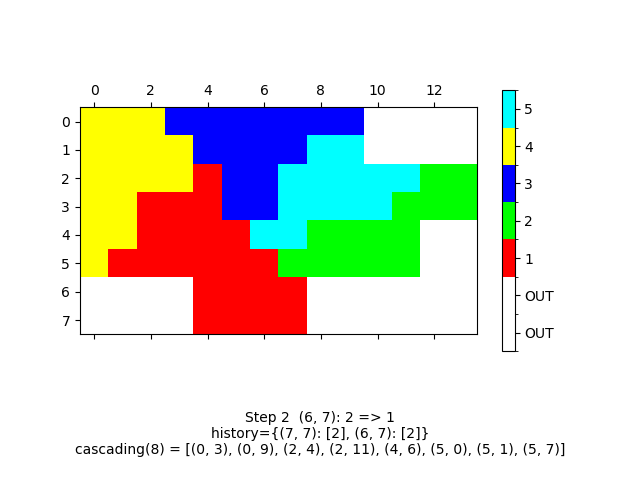 0 2 4 6 8 10 12
0
1
2
3
4
5
6
7
5
4
3
2
1
OUT
OUT
Step 2  (6, 7): 2 => 1
history={(7, 7): [2], (6, 7): [2]}
cascading(8) = [(0, 3), (0, 9), (2, 4), (2, 11), (4, 6), (5, 0), (5, 1), (5, 7)]